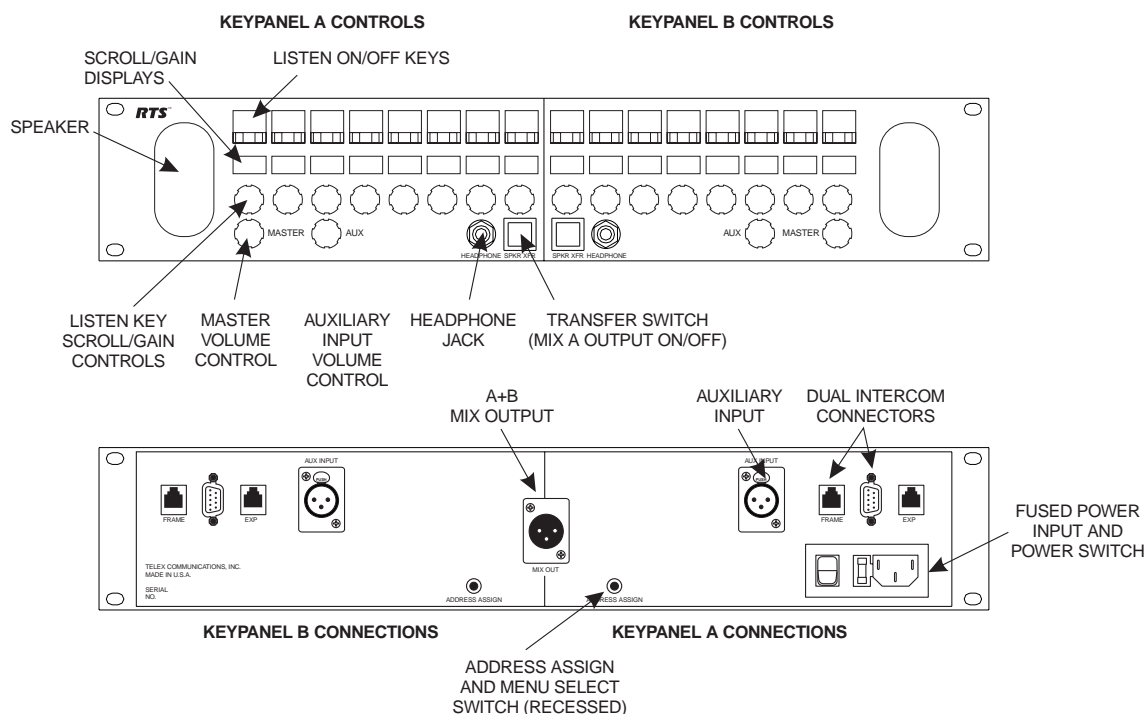 KEYPANEL A CONTROLS
KEYPANEL B CONTROLS
SCROLL/GAIN
DISPLAYS
LISTEN ON/OFF KEYS
SPEAKER
RTS™
MASTER
AUX
HEADPHONE
SPKR XFR
SPKR XFR
HEADPHONE
AUX
MASTER
LISTEN KEY
SCROLL/GAIN
CONTROLS
MASTER
VOLUME
CONTROL
AUXILIARY
INPUT
VOLUME
CONTROL
HEADPHONE
JACK
TRANSFER SWITCH
(MIX A OUTPUT ON/OFF)
A+B
MIX OUTPUT
AUXILIARY
INPUT
DUAL INTERCOM
CONNECTORS
FUSED POWER
INPUT AND
POWER SWITCH
AUX INPUT
PUSH
FRAME
EXP
MIX OUT
AUX INPUT
PUSH
FRAME
EXP
TELEX COMMUNICATIONS, INC.
MADE IN U.S.A.
SERIAL
NO.
ADDRESS ASSIGN
ADDRESS ASSIGN
KEYPANEL B CONNECTIONS
KEYPANEL A CONNECTIONS
ADDRESS ASSIGN
AND MENU SELECT
SWITCH (RECESSED)